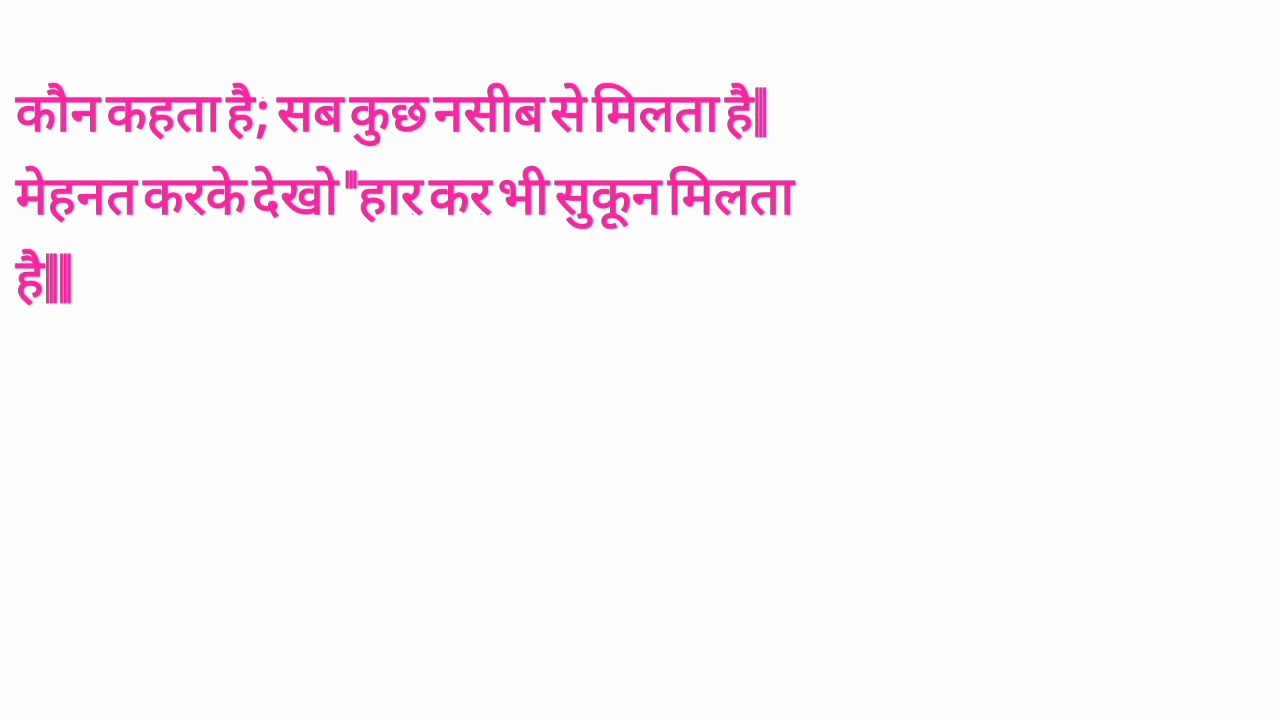 कौन कहता है; सब कुछ नसीब से मिलता है॥
मेहनत करके देखो "हार कर भी सुकून मिलता
है॥॥